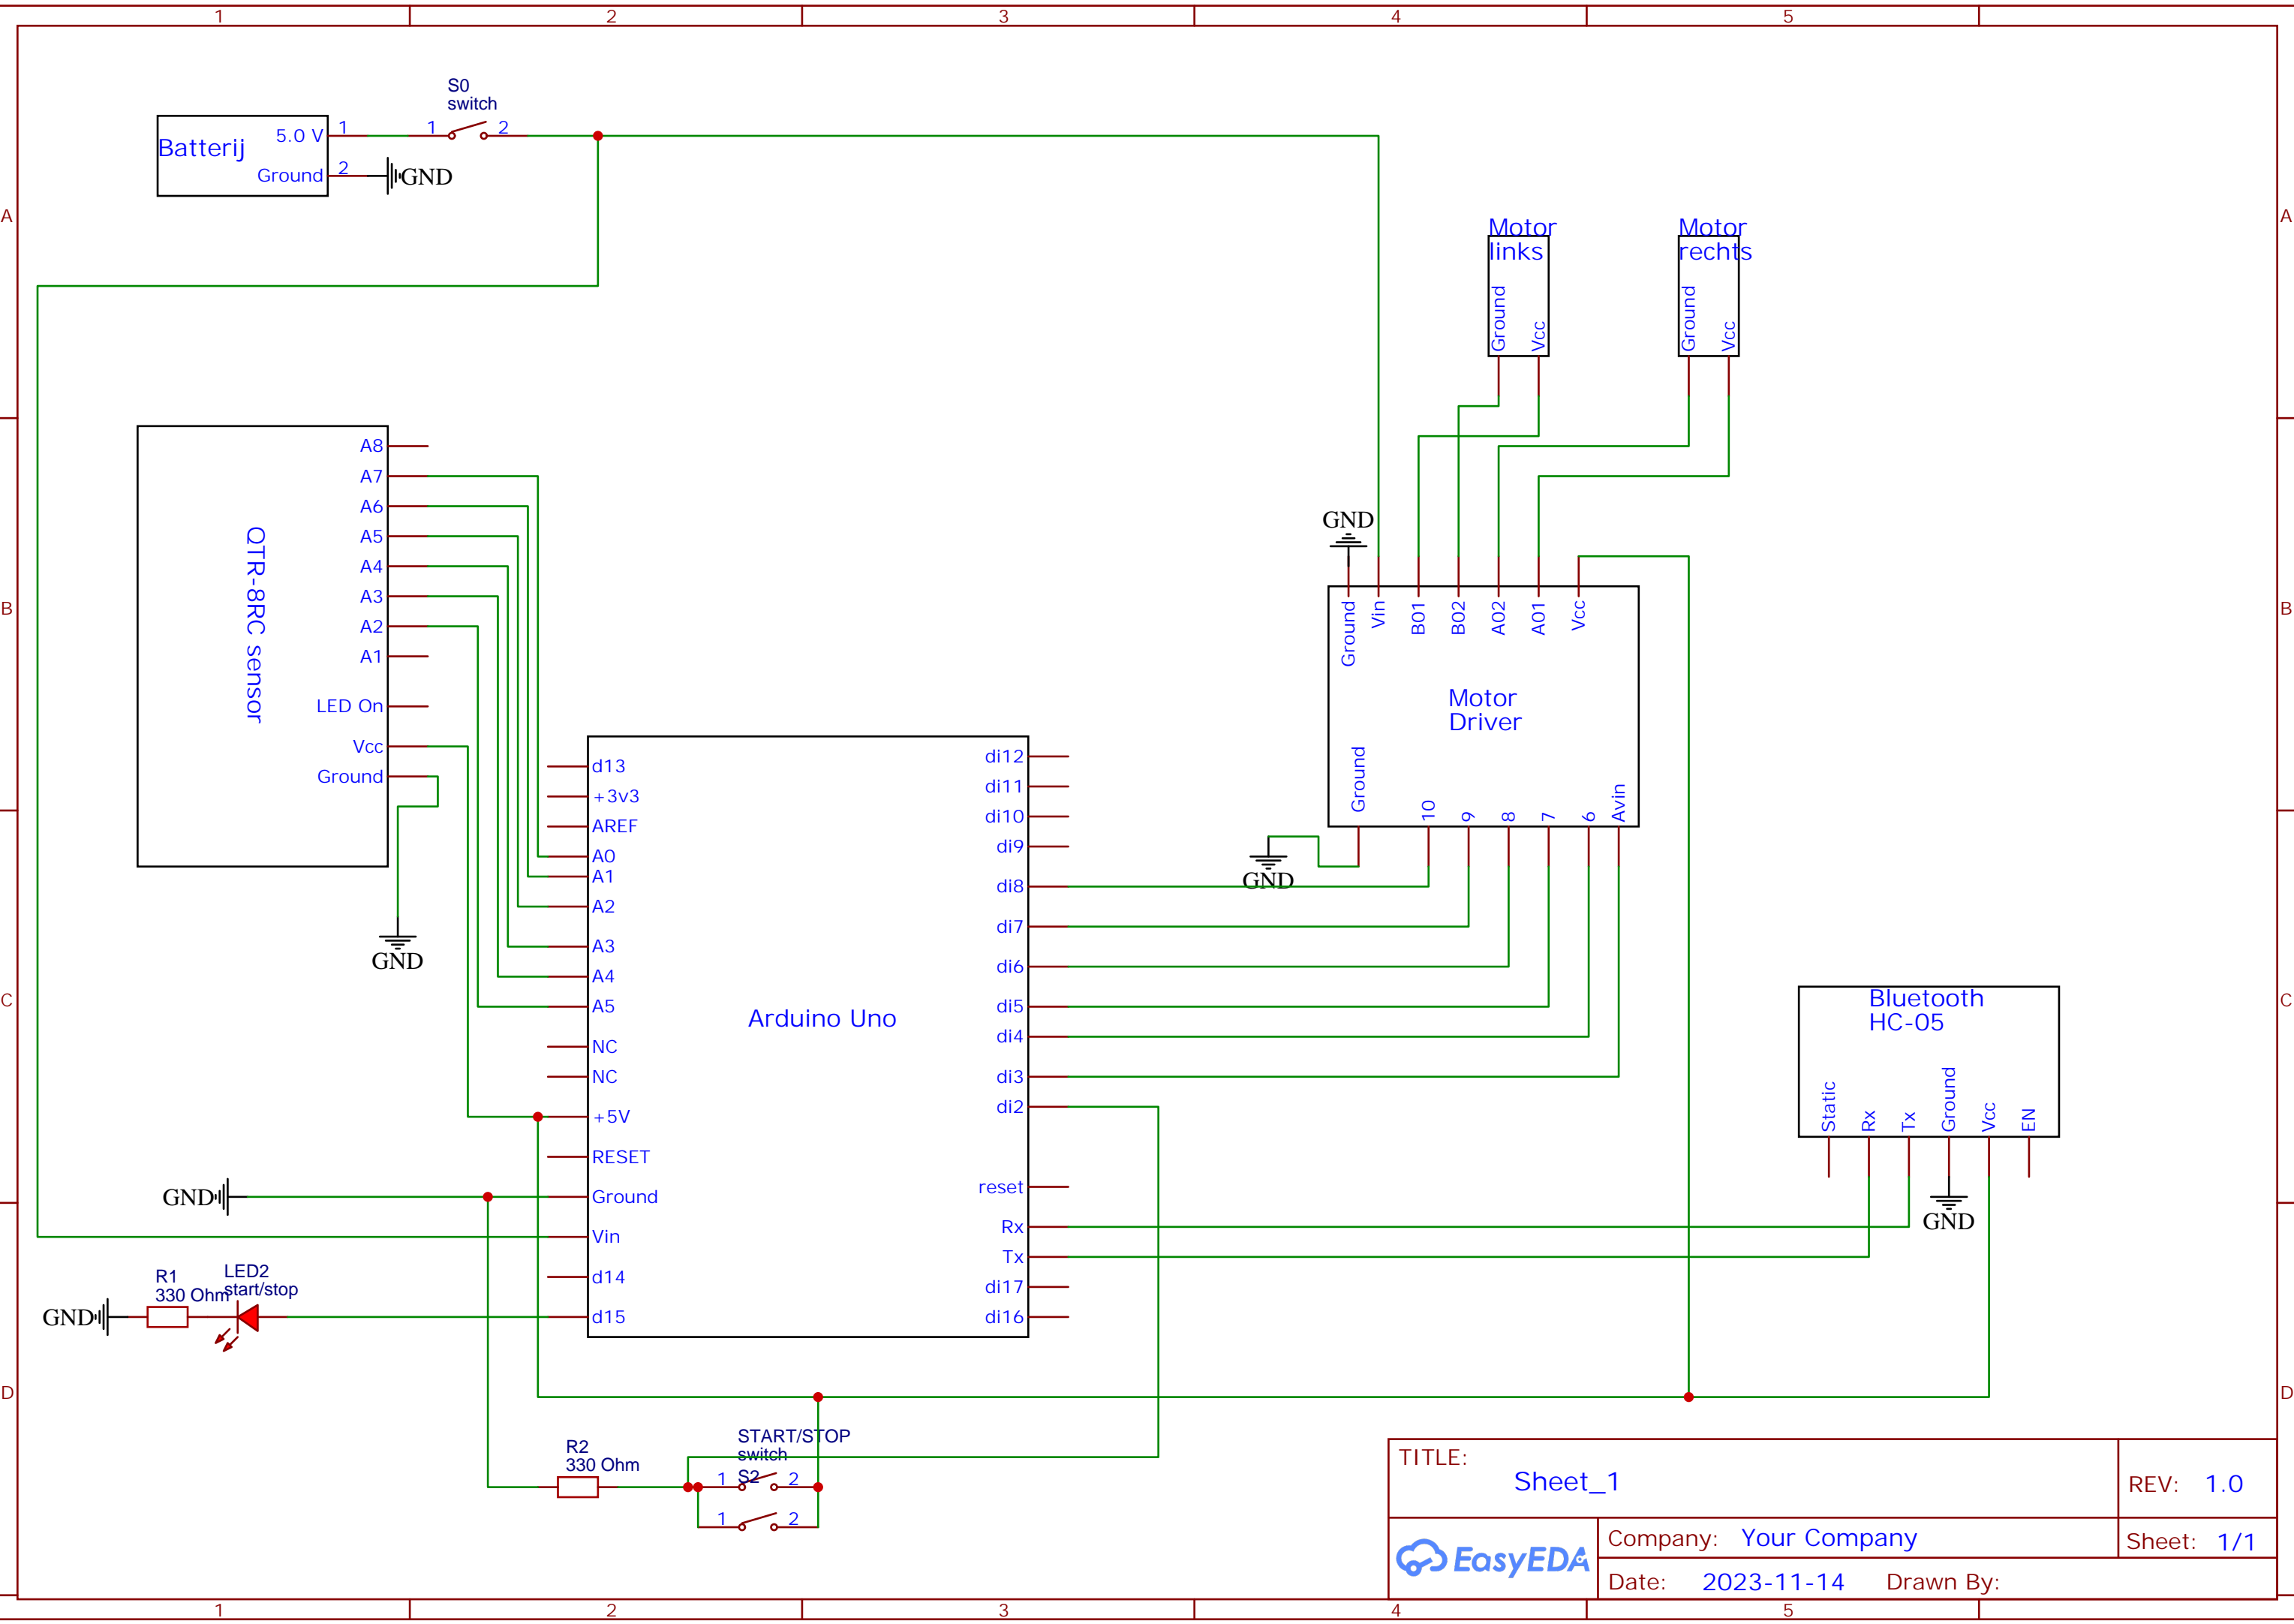 1 2 3 4 5
S0
switch
Batterij
5.0 V 1
1 2
Ground 2
GND
A
A
Motor
links
Ground
Vcc
Motor
rechts
Ground
Vcc
QTR-8RC sensor
A8
A7
A6
A5
A4
A3
A2
A1
LED On
Vcc
Ground
GND
B
B
GND
Ground
Vin
B01
B02
A02
A01
Vcc
Motor
Driver
Ground
10
9
8
7
6
Avin
GND
Arduino Uno
d13
+3v3
AREF
A0
A1
A2
A3
A4
A5
NC
NC
+5V
RESET
Ground
Vin
d14
d15
di12
di11
di10
di9
di8
di7
di6
di5
di4
di3
di2
reset
Rx
Tx
di17
di16
C
C
Bluetooth
HC-05
Static
Rx
Tx
Ground
Vcc
EN
GND
GND
R1
330 Ohm
LED2
start/stop
GND
D
D
R2
330 Ohm
START/STOP
switch
S2
1 2
1 2
TITLE:
Sheet_1
REV: 1.0
EasyEDA
Company: Your Company
Sheet: 1/1
Date: 2023-11-14 Drawn By:
1 2 3 4 5